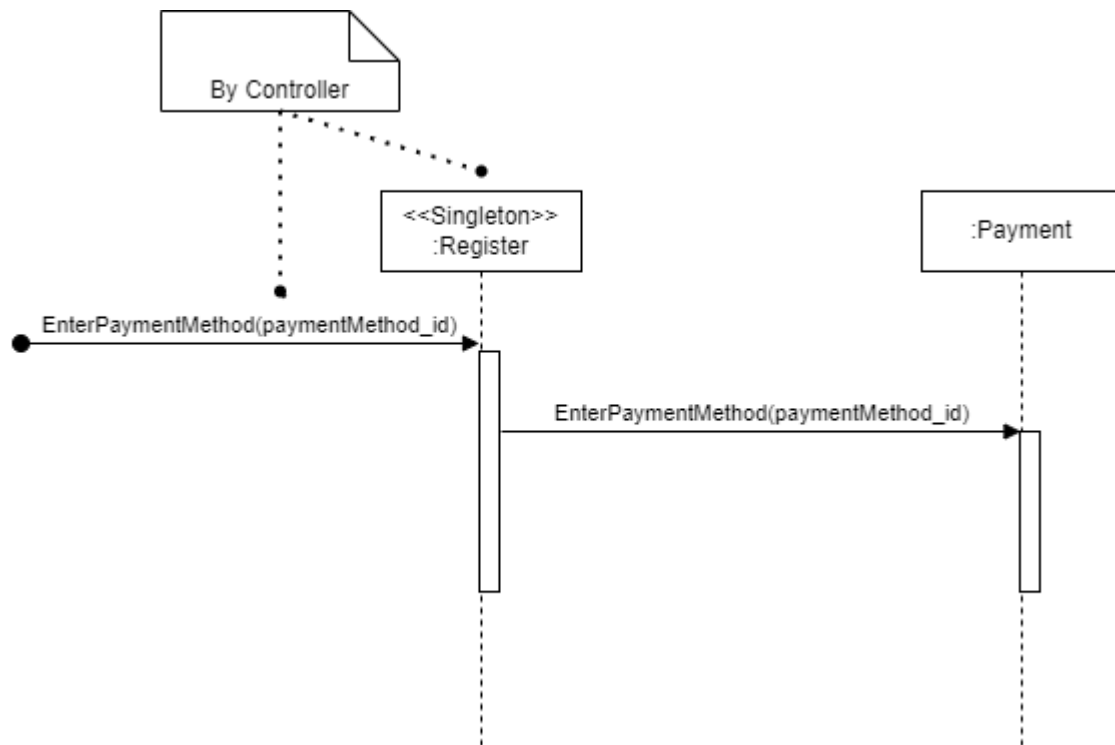 By Controller
<<Singleton>>
:Register
:Payment
EnterPaymentMethod(paymentMethod_id)
EnterPaymentMethod(paymentMethod_id)